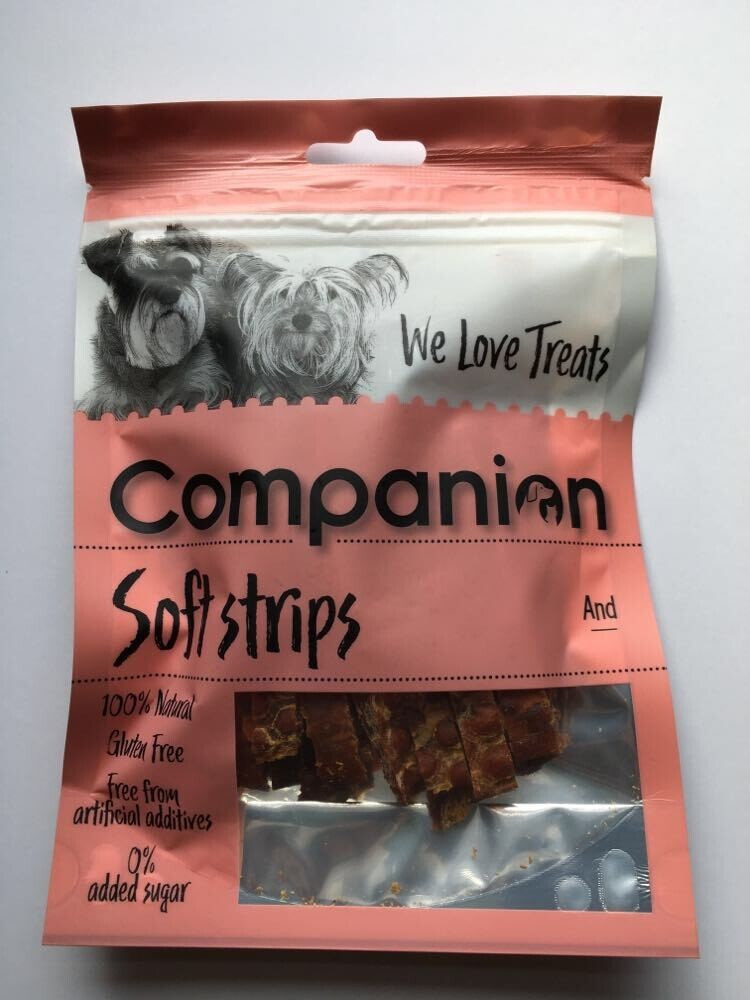 We Love Treats
Companion
Softstrips
And
100% Natural
Gluten Free
Free from
artificial additives
0%
added sugar